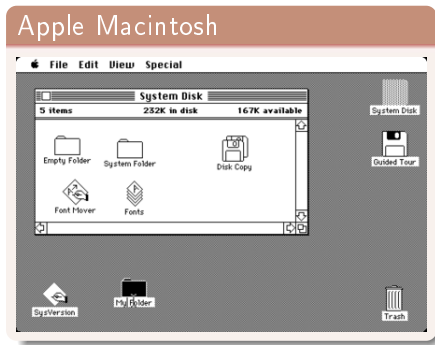 Apple Macintosh
File Edit View Special
System Disk
5 items 232K in disk 167K available
System Disk
Empty Folder System Folder Disk Copy
Guided Tour
Font Mover Fonts
SysVersion My Folder Trash